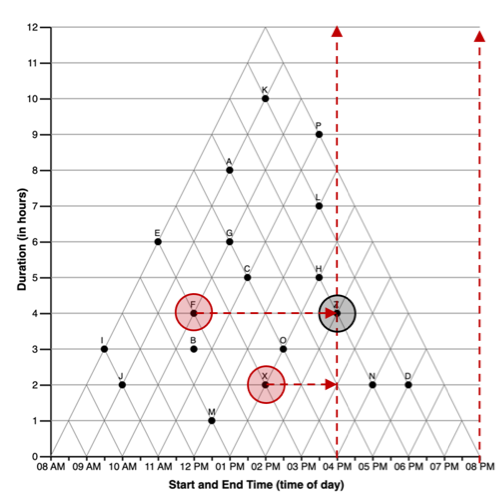 12
11
K
10
P
9
A
8
L
7
E
G
6
C
H
5
F
Z
4
I
B
O
3
J
X
N
D
2
M
1
0
Duration (in hours)
08 AM 09 AM 10 AM 11 AM 12 PM 01 PM 02 PM 03 PM 04 PM 05 PM 06 PM 07 PM 08 PM
Start and End Time (time of day)